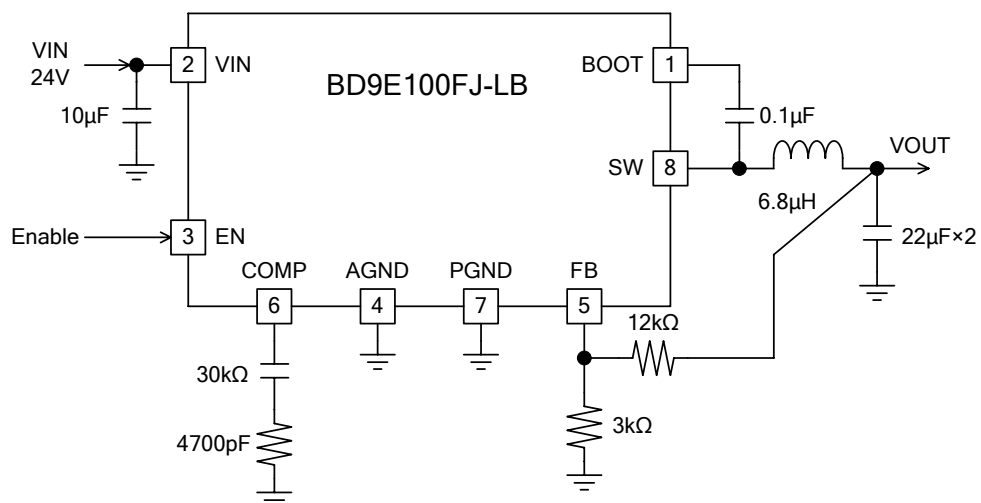 VIN
24V
2
VIN
10µF
BD9E100FJ-LB
BOOT
1
0.1µF
SW
8
VOUT
6.8µH
22µF×2
Enable
3
EN
COMP
6
AGND
4
PGND
7
FB
5
12kΩ
30kΩ
4700pF
3kΩ